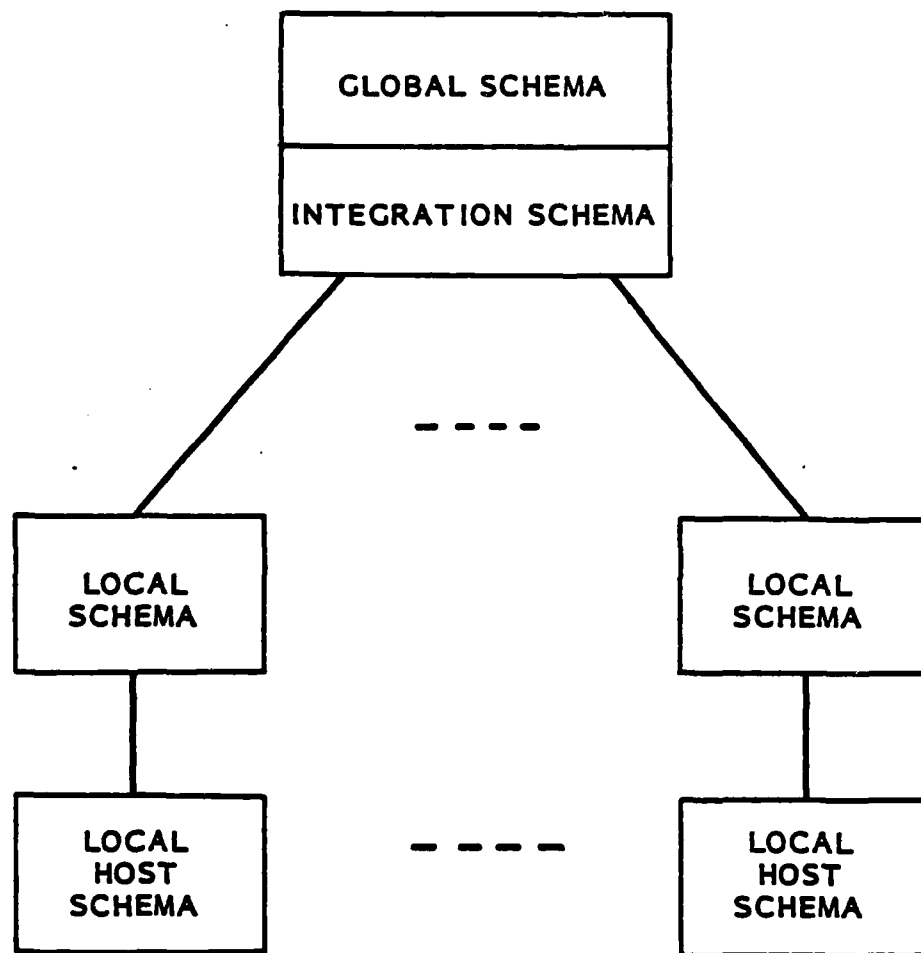 GLOBAL SCHEMA
INTEGRATION SCHEMA
LOCAL
SCHEMA
LOCAL
SCHEMA
LOCAL
HOST
SCHEMA
LOCAL
HOST
SCHEMA